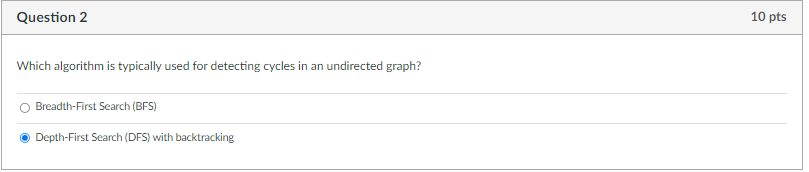 Question 2
10 pts
Which algorithm is typically used for detecting cycles in an undirected graph?
Breadth-First Search (BFS)
Depth-First Search (DFS) with backtracking